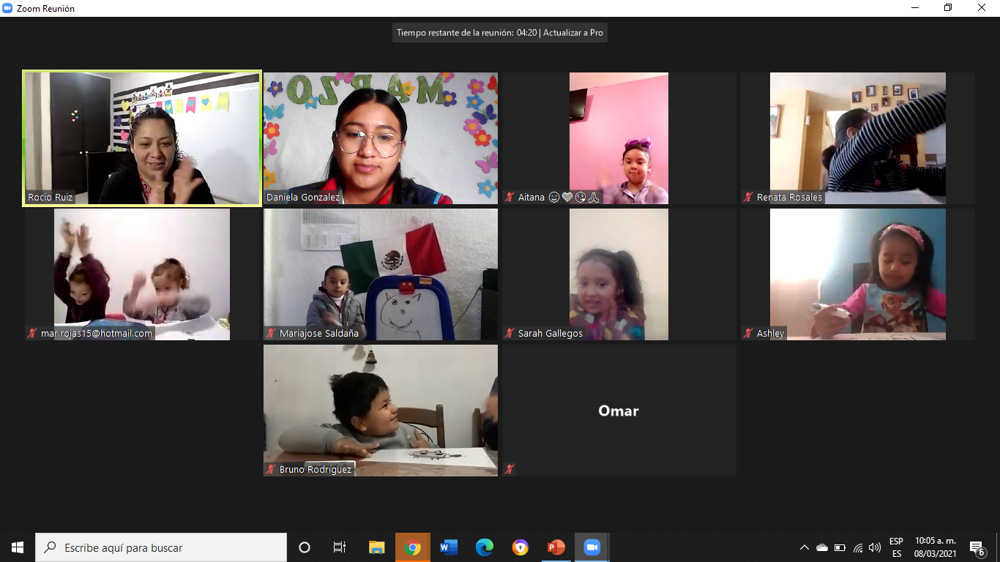 Zoom Reunión
Tiempo restante de la reunión: 04:20 | Actualizar a Pro
MARZO
Rocio Ruiz
Daniela Gonzalez
Aitana 😌💛😘🙏
Renata Rosales
mar.rojas15@hotmail.com
Mariajose Saldaña
Sarah Gallegos
Ashley
Bruno Rodríguez
Omar
Escribe aquí para buscar
ESP
ES
10:05 a. m.
08/03/2021
6